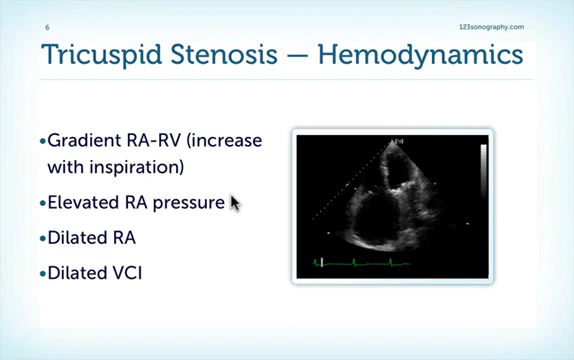 6
123sonography.com
Tricuspid Stenosis — Hemodynamics
•Gradient RA-RV (increase
with inspiration)
•Elevated RA pressure
•Dilated RA
•Dilated VCI